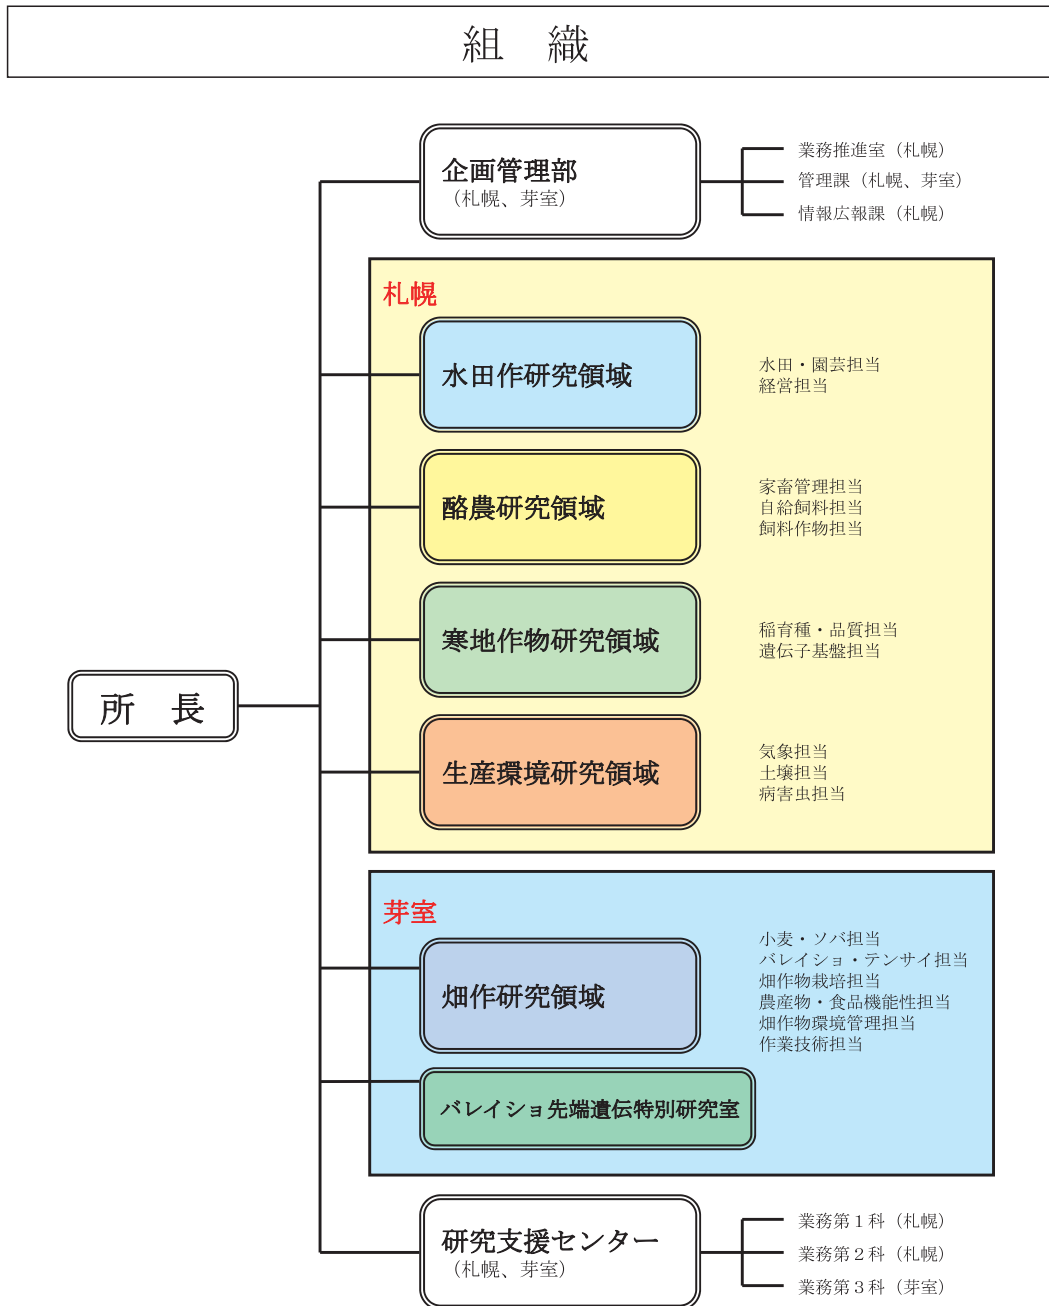 組　織
企画管理部
（札幌、芽室）
業務推進室（札幌）
管理課（札幌、芽室）
情報広報課（札幌）
札幌
水田作研究領域
水田・園芸担当
経営担当
酪農研究領域
家畜管理担当
自給飼料担当
飼料作物担当
寒地作物研究領域
稲育種・品質担当
遺伝子基盤担当
所　長
生産環境研究領域
気象担当
土壌担当
病害虫担当
芽室
畑作研究領域
小麦・ソバ担当
バレイショ・テンサイ担当
畑作物栽培担当
農産物・食品機能性担当
畑作物環境管理担当
作業技術担当
バレイショ先端遺伝特別研究室
研究支援センター
（札幌、芽室）
業務第１科（札幌）
業務第２科（札幌）
業務第３科（芽室）